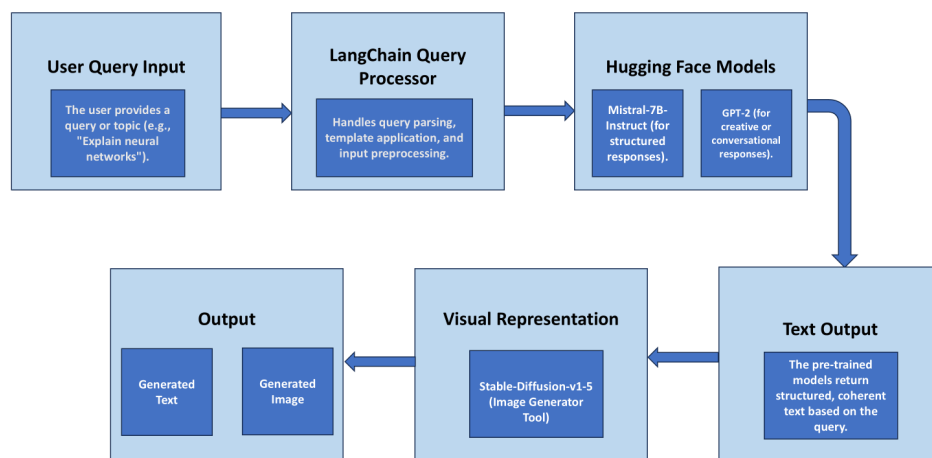 User Query Input
The user provides a
query or topic (e.g.,
"Explain neural
networks").
LangChain Query
Processor
Handles query parsing,
template application, and
input preprocessing.
Hugging Face Models
Mistral-7B-
Instruct (for
structured
responses).
GPT-2 (for
creative or
conversational
responses).
Text Output
The pre-trained
models return
structured, coherent
text based on the
query.
Visual Representation
Stable-Diffusion-v1-5
(Image Generator
Tool)
Output
Generated
Text
Generated
Image